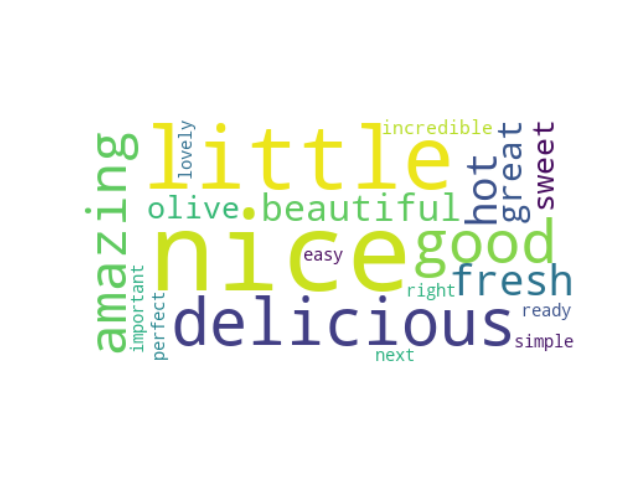 little
incredible
lovely
amazing
hot
great
sweet
olive
beautiful
nice
good
easy
fresh
right
important
perfect
delicious
ready
simple
next